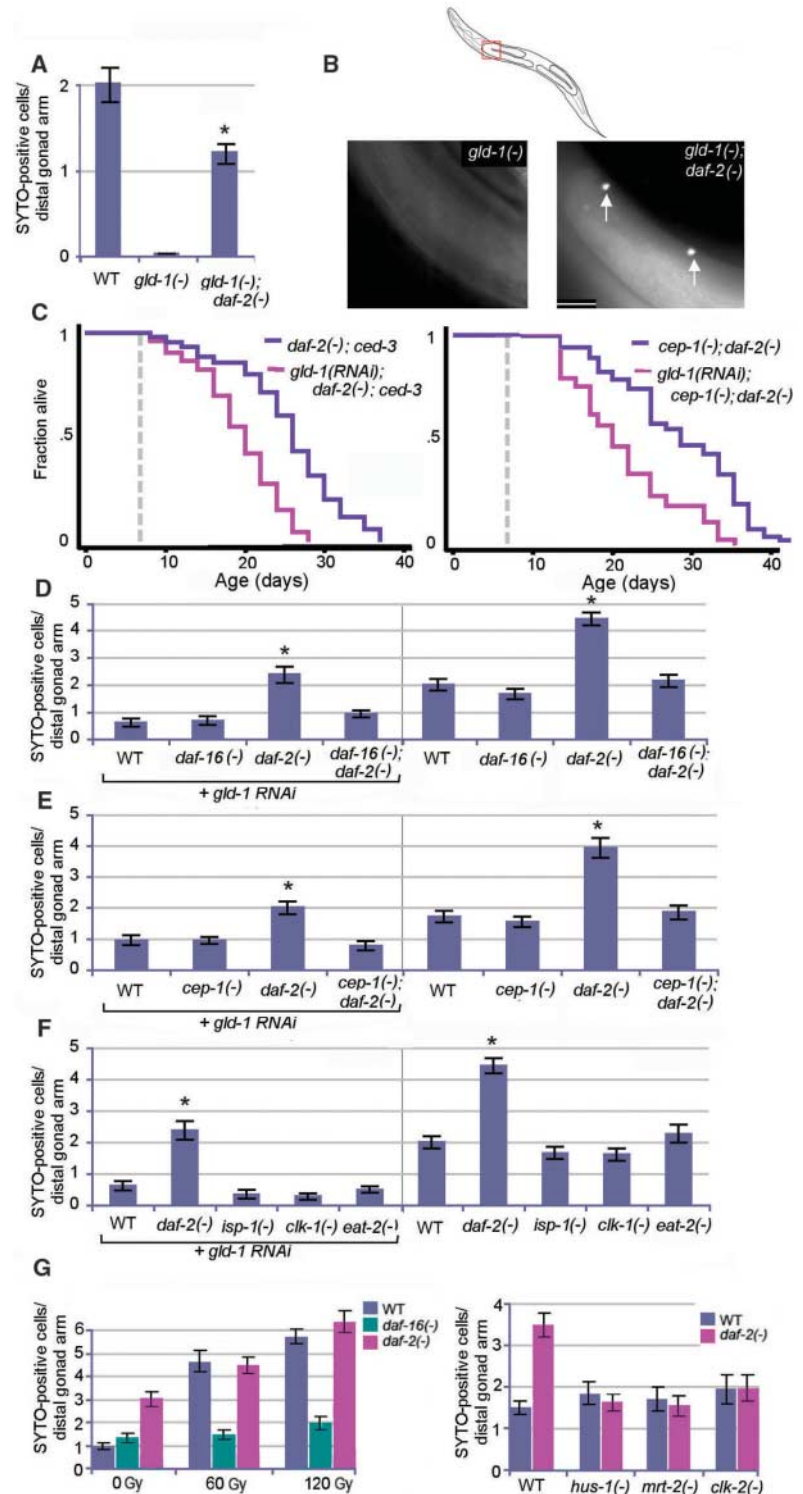 A
B
2
1
0
SYTO-positive cells/
distal gonad arm
*
WT
gld-1(-)
gld-1(-);
daf-2(-)
gld-1(-)
gld-1(-);
daf-2(-)
C
1
.5
0
Fraction alive
daf-2(-); ced-3
gld-1(RNAi);
daf-2(-); ced-3
0
10
20
30
40
Age (days)
1
.5
0
cep-1(-); daf-2(-)
gld-1(RNAi);
cep-1(-); daf-2(-)
0
10
20
30
40
Age (days)
D
SYTO-positive cells/
distal gonad arm
5
4
3
2
1
0
*
*
WT
daf-16(-)
daf-2(-)
daf-16(-);
daf-2(-)
+ gld-1 RNAi
WT
daf-16(-)
daf-2(-)
daf-16(-);
daf-2(-)
E
SYTO-positive cells/
distal gonad arm
5
4
3
2
1
0
*
*
WT
cep-1(-)
daf-2(-)
cep-1(-);
daf-2(-)
+ gld-1 RNAi
WT
cep-1(-)
daf-2(-)
cep-1(-);
daf-2(-)
F
SYTO-positive cells/
distal gonad arm
5
4
3
2
1
0
*
*
WT
daf-2(-)
isp-1(-)
clk-1(-)
eat-2(-)
+ gld-1 RNAi
WT
daf-2(-)
isp-1(-)
clk-1(-)
eat-2(-)
G
SYTO-positive cells/
distal gonad arm
6
5
4
3
2
1
0
WT
daf-16(-)
daf-2(-)
0 Gy
60 Gy
120 Gy
SYTO-positive cells/
distal gonad arm
4
3
2
1
0
WT
daf-2(-)
WT
hus-1(-)
mrt-2(-)
clk-2(-)